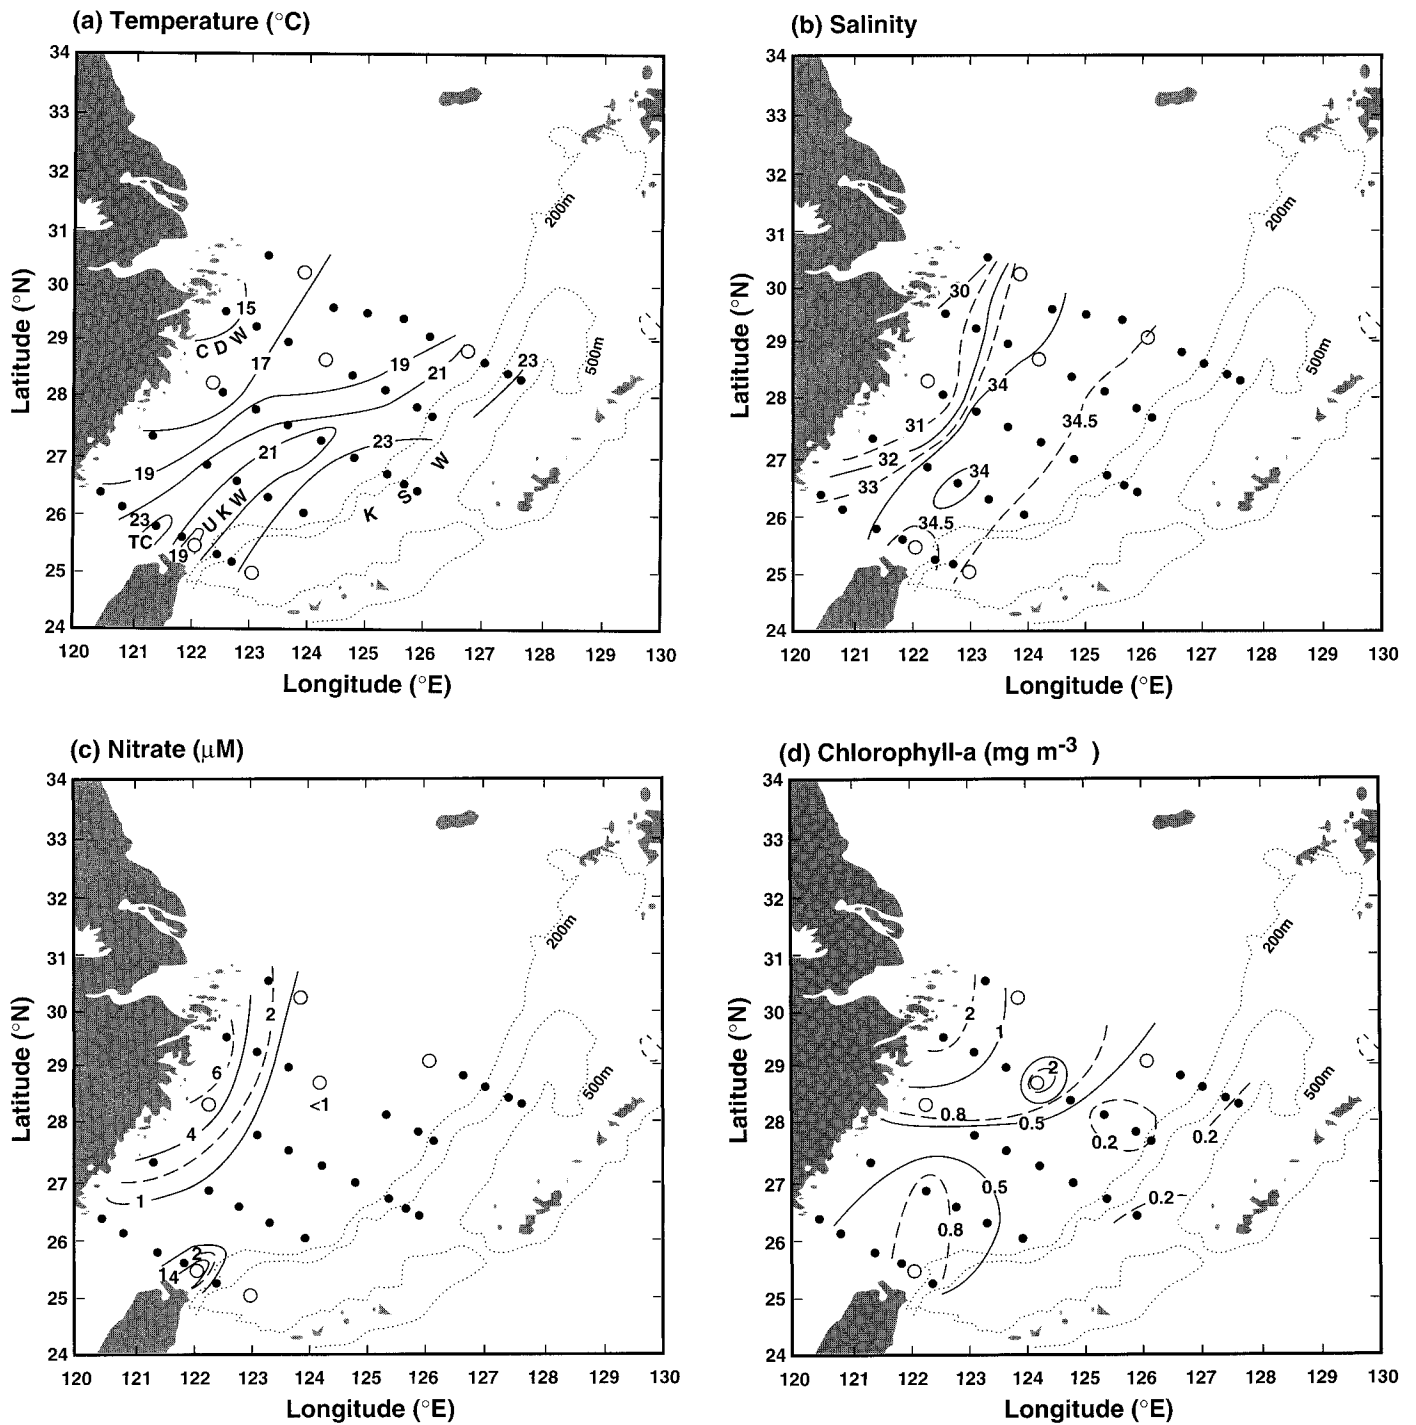 (a) Temperature (°C)
34
33
32
31
30
29
28
27
26
25
24
Latitude (°N)
200m
500m
15
C D W
17
19
21
23
23
21
19
U K W
23
TC
19
K
S
W
120 121 122 123 124 125 126 127 128 129 130
Longitude (°E)
(b) Salinity
34
33
32
31
30
29
28
27
26
25
24
Latitude (°N)
200m
500m
30
34
34.5
31
32
33
34
34.5
120 121 122 123 124 125 126 127 128 129 130
Longitude (°E)
(c) Nitrate (μM)
34
33
32
31
30
29
28
27
26
25
24
Latitude (°N)
200m
500m
2
6
<1
4
1
2
14
120 121 122 123 124 125 126 127 128 129 130
Longitude (°E)
(d) Chlorophyll-a (mg m-3 )
34
33
32
31
30
29
28
27
26
25
24
Latitude (°N)
200m
500m
2
1
2
0.8
0.5
0.2
0.2
0.5
0.2
0.8
120 121 122 123 124 125 126 127 128 129 130
Longitude (°E)